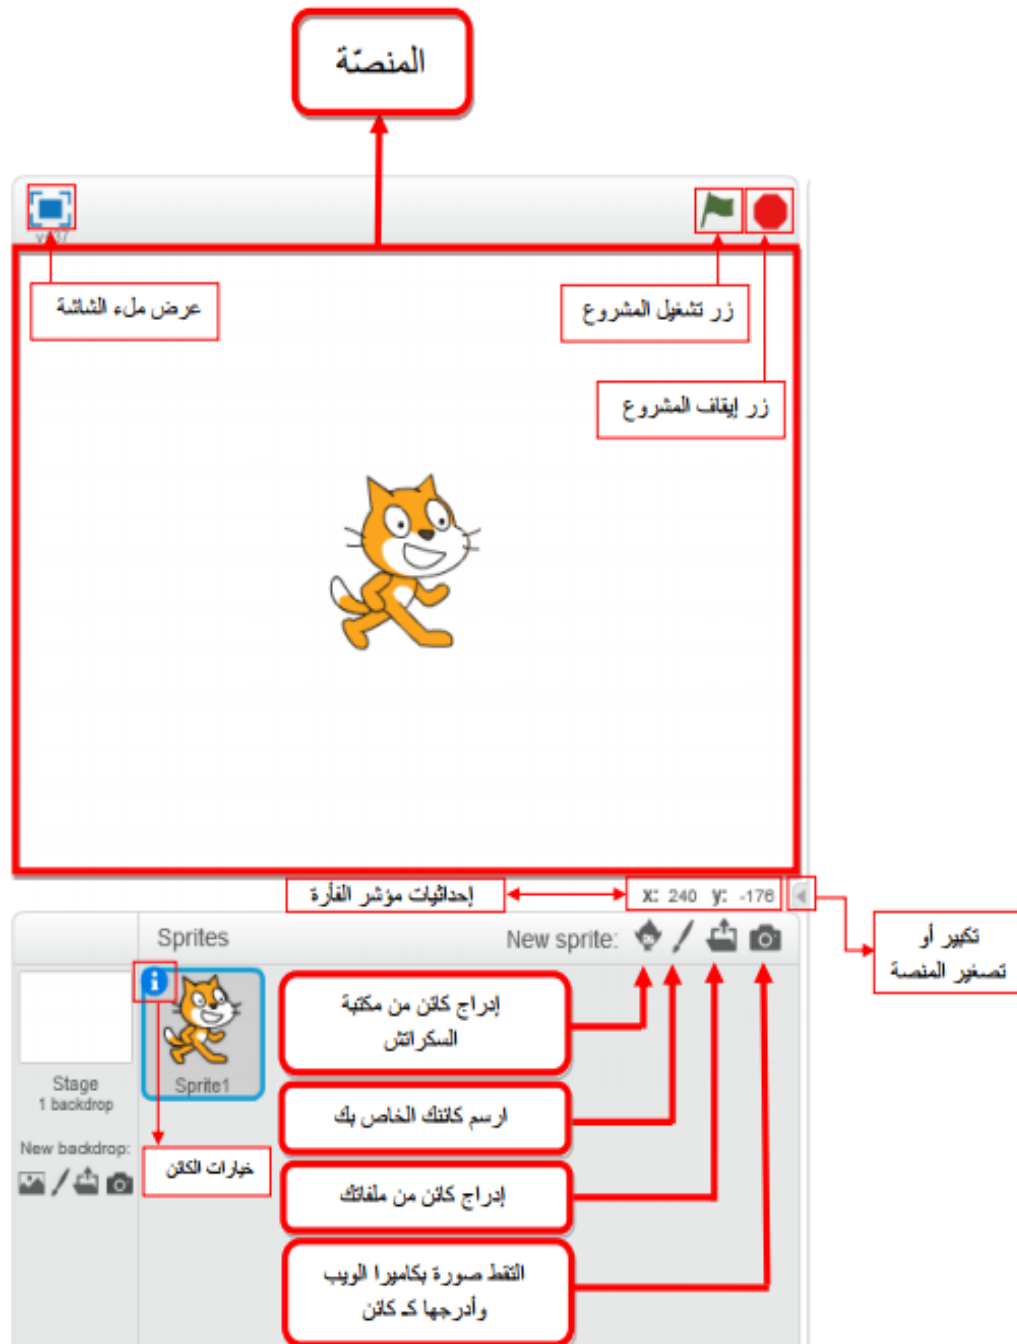 المنصّة
عرض ملء الشاشة
زر تشغيل المشروع
زر إيقاف المشروع
إحداثيات مؤشر الفأرة
x: 240 y: -176
تكبير أو
تصغير المنصة
Sprites
New sprite:
إدراج كائن من مكتبة
السكراتش
Stage
1 backdrop
Sprite1
ارسم كائنك الخاص بك
New backdrop:
خيارات الكائن
إدراج كائن من ملفاتك
التقط صورة بكاميرا الويب
وأدرجها كـ كائن